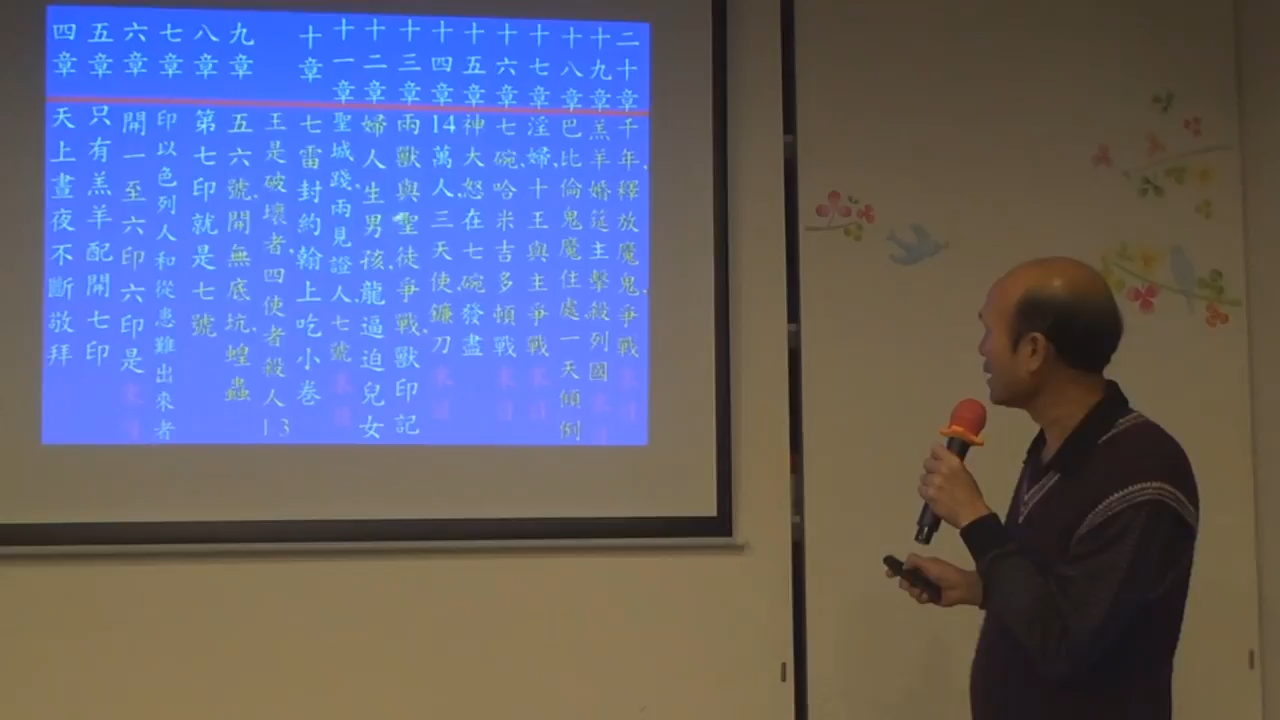 四章 天上晝夜不斷敬拜
五章 只有羔羊配開七印
六章 開一至六印六印是
七章 印以色列人和從患難出來者
八章 第七印就是七號
九章 五六號,開無底坑,蝗蟲
王是破壞者,四使者殺人13
十章 七雷封約翰上吃小卷
十一章 聖城踐,兩見證人,七號
十二章 婦人生男孩,龍逼迫兒女
十三章 兩獸與聖徒爭戰,獸印記
十四章 14萬人三天使鐮刀
十五章 神大怒在七碗發盡
十六章 七碗,哈米吉多頓戰
十七章 淫婦,十王與主爭戰
十八章 巴比倫鬼魔住處一天傾倒
十九章 羔羊婚筵主擊殺列國
二十章 千年,釋放魔鬼,爭戰